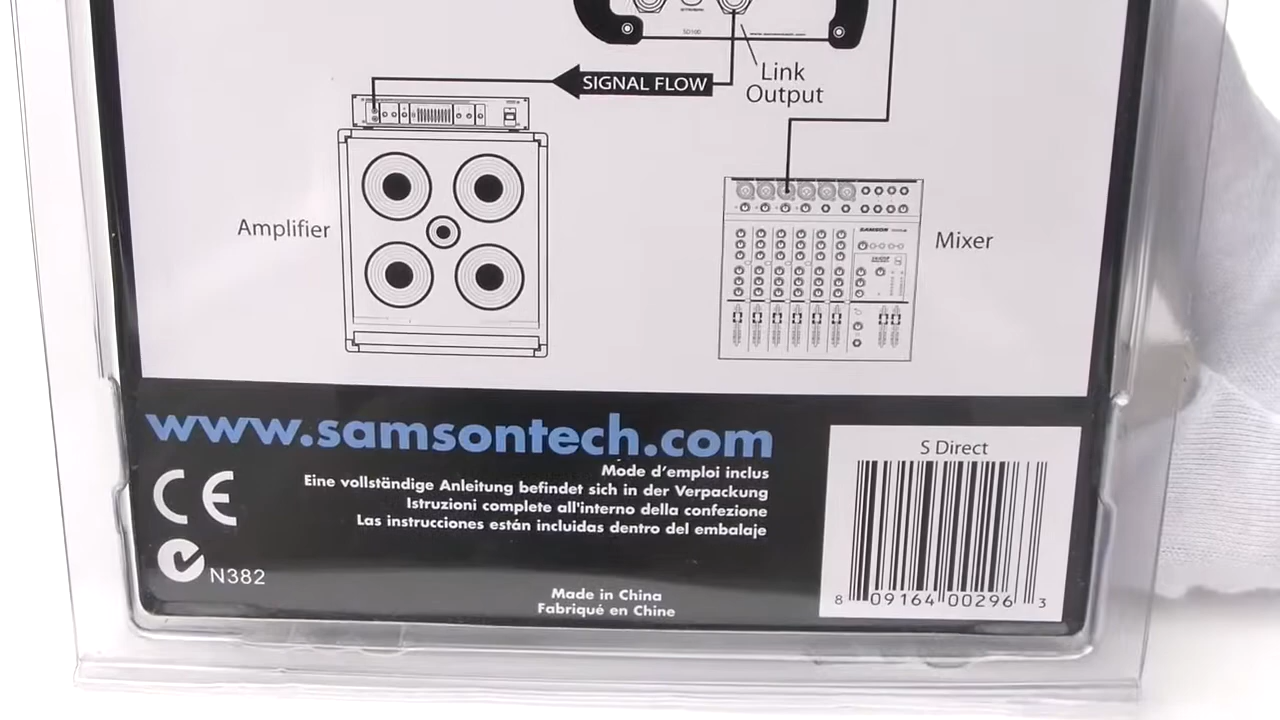 SIGNAL FLOW
Link
Output
Amplifier
SAMSON
Mixer
www.samsontech.com
S Direct
Mode d'emploi inclus
Eine vollständige Anleitung befindet sich in der Verpackung
Istruzioni complete all'interno della confezione
Las instrucciones están incluidas dentro del embalaje
CE
N382
Made in China
Fabriqué en Chine
8 09164 00296 3